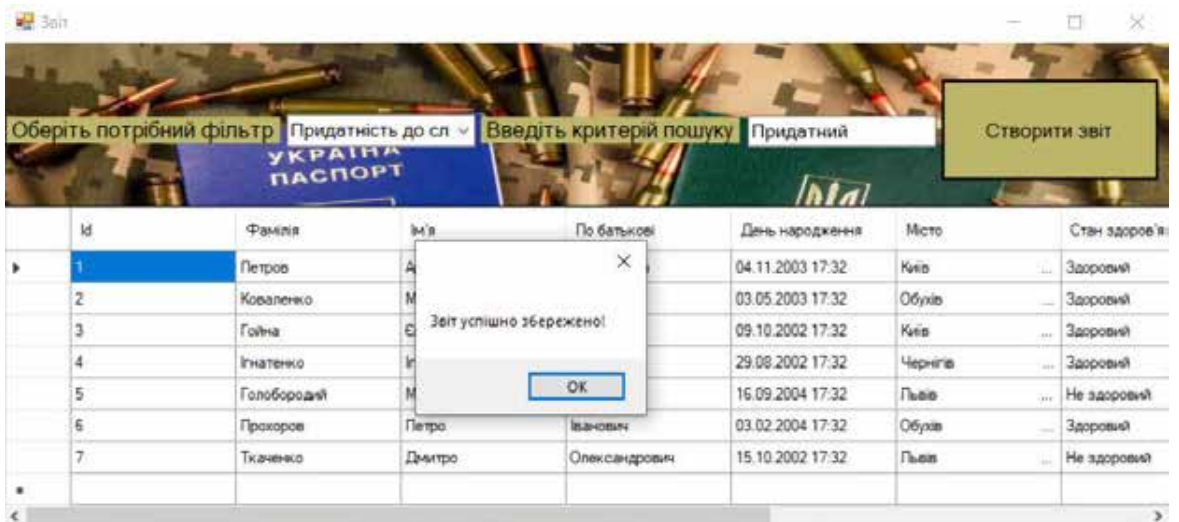 Звіт
Оберіть потрібний фільтр Придатність до сл Введіть критерій пошуку Придатний Створити звіт
УКРАЇНА
ПАСПОРТ
Id Фамілія Ім'я По батькові День народження Місто Стан здоров'я
1 Петров 04.11.2003 17:32 Київ ... Здоровий
2 Коваленко М 03.05.2003 17:32 Обухів ... Здоровий
3 Гойна Є 09.10.2002 17:32 Київ ... Здоровий
4 Ігнатенко 29.08.2002 17:32 Чернігів ... Здоровий
5 Голобородий М 16.09.2004 17:32 Львів ... Не здоровий
6 Прохоров Петро Іванович 03.02.2004 17:32 Обухів ... Здоровий
7 Ткаченко Дмитро Олександрович 15.10.2002 17:32 Львів ... Не здоровий
Звіт успішно збережено!
OK